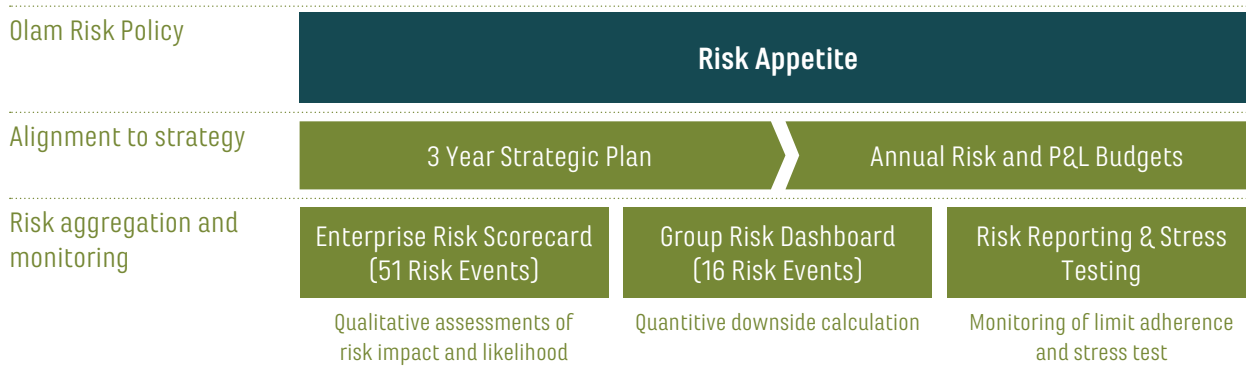 Olam Risk Policy
Risk Appetite
Alignment to strategy
3 Year Strategic Plan
Annual Risk and P&L Budgets
Risk aggregation and
monitoring
Enterprise Risk Scorecard
(51 Risk Events)
Group Risk Dashboard
(16 Risk Events)
Risk Reporting & Stress
Testing
Qualitative assessments of
risk impact and likelihood
Quantitive downside calculation
Monitoring of limit adherence
and stress test